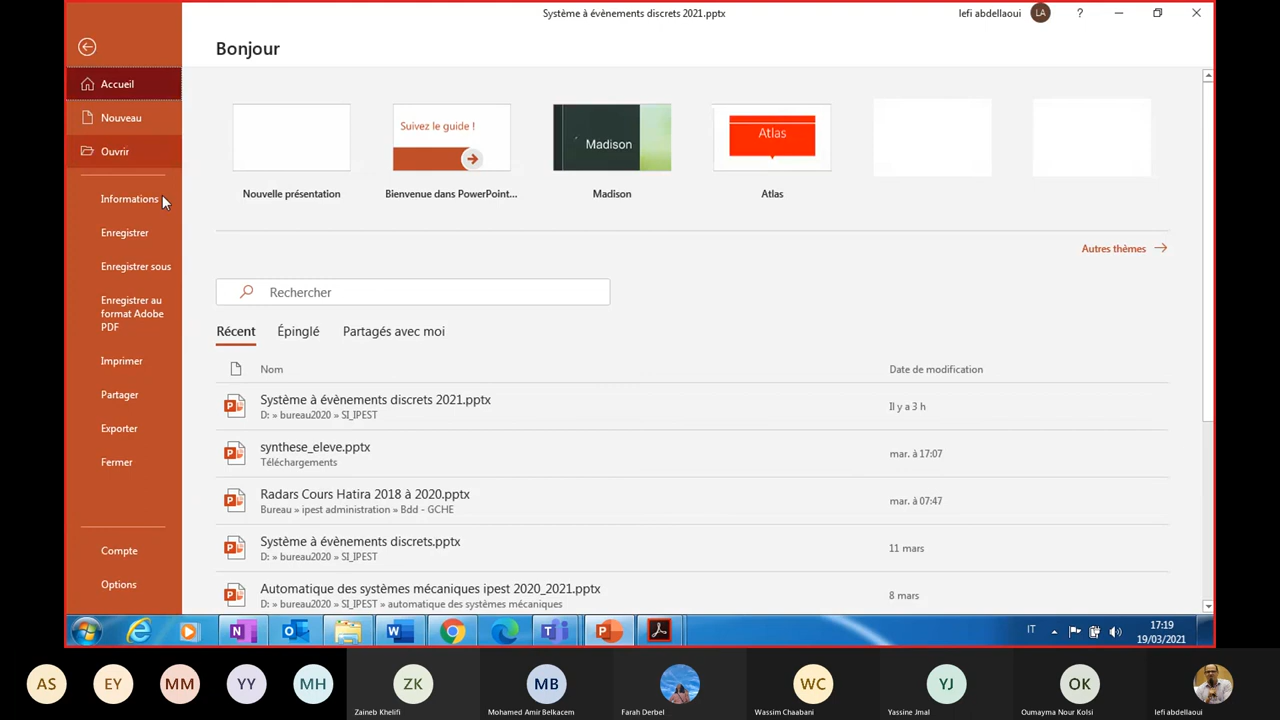 Système à évènements discrets 2021.pptx
lefi abdellaoui
LA
?
Bonjour
Accueil
Nouveau
Ouvrir
Informations
Enregistrer
Enregistrer sous
Enregistrer au
format Adobe
PDF
Imprimer
Partager
Exporter
Fermer
Compte
Options
Suivez le guide !
Madison
Atlas
Nouvelle présentation
Bienvenue dans PowerPoint...
Madison
Atlas
Autres thèmes
Rechercher
Récent
Épinglé
Partagés avec moi
Nom
Date de modification
Système à évènements discrets 2021.pptx
D: » bureau2020 » SI_IPEST
Il y a 3 h
synthese_eleve.pptx
Téléchargements
mar. à 17:07
Radars Cours Hatira 2018 à 2020.pptx
Bureau » ipest administration » Bdd - GCHE
mar. à 07:47
Système à évènements discrets.pptx
D: » bureau2020 » SI_IPEST
11 mars
Automatique des systèmes mécaniques ipest 2020_2021.pptx
D: » bureau2020 » SI_IPEST » automatique des systèmes mécaniques
8 mars
IT
17:19
19/03/2021
AS
EY
MM
YY
MH
ZK
Zaineb Khelifi
MB
Mohamed Amir Belkacem
Farah Derbel
WC
Wassim Chaabani
YJ
Yassine Jmal
OK
Oumayma Nour Kolsi
lefi abdellaoui